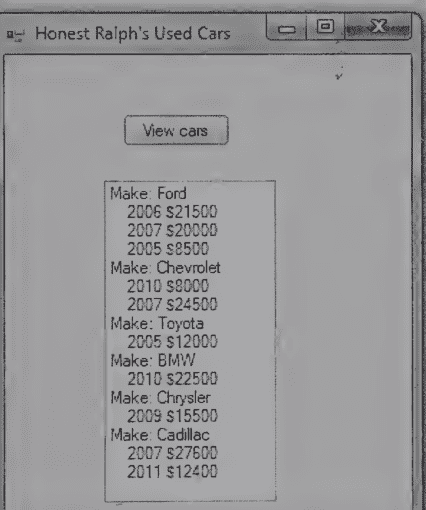 Honest Ralph's Used Cars
View cars
Make: Ford
2006 $21500
2007 $20000
2005 $8500
Make: Chevrolet
2010 $8000
2007 $24500
Make: Toyota
2005 $12000
Make: BMW
2010 $22500
Make: Chrysler
2009 $15500
Make: Cadillac
2007 $27600
2011 $12400